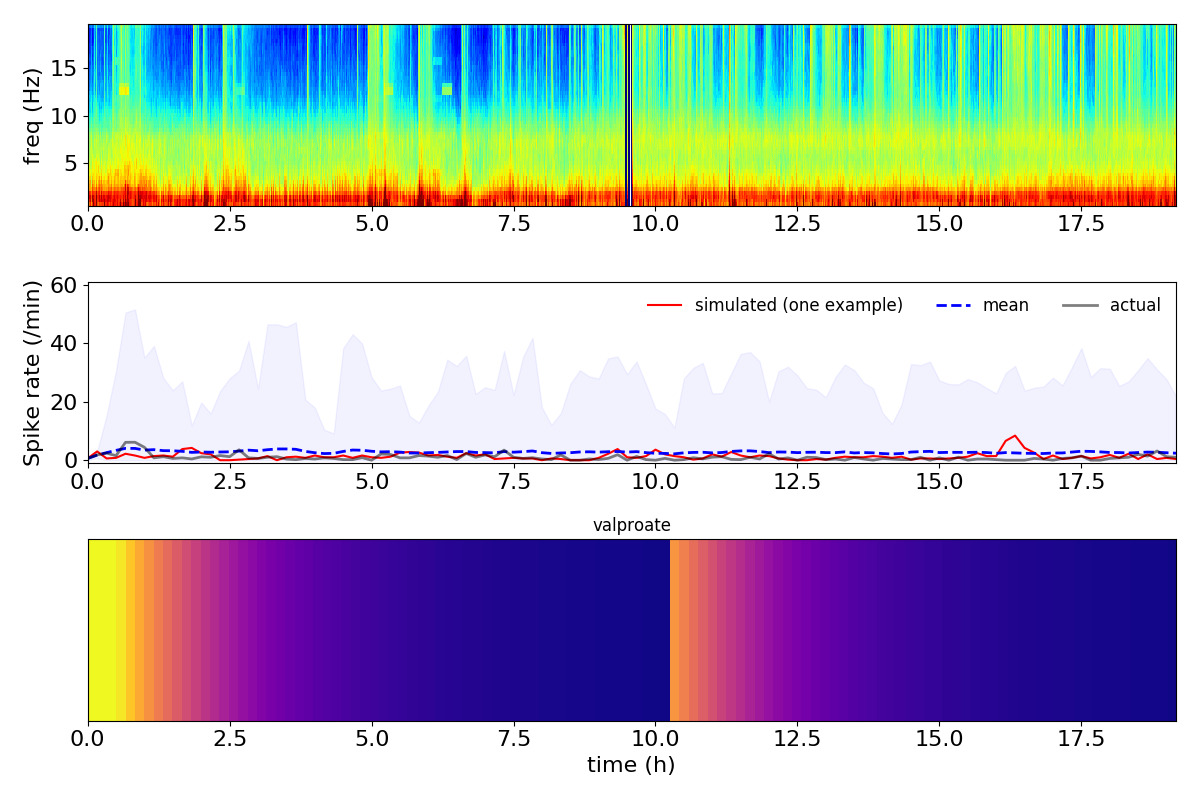 freq (Hz)
15
10
5
0.0 2.5 5.0 7.5 10.0 12.5 15.0 17.5
Spike rate (/min)
60
40
20
0
simulated (one example) mean actual
0.0 2.5 5.0 7.5 10.0 12.5 15.0 17.5
valproate
0.0 2.5 5.0 7.5 10.0 12.5 15.0 17.5
time (h)